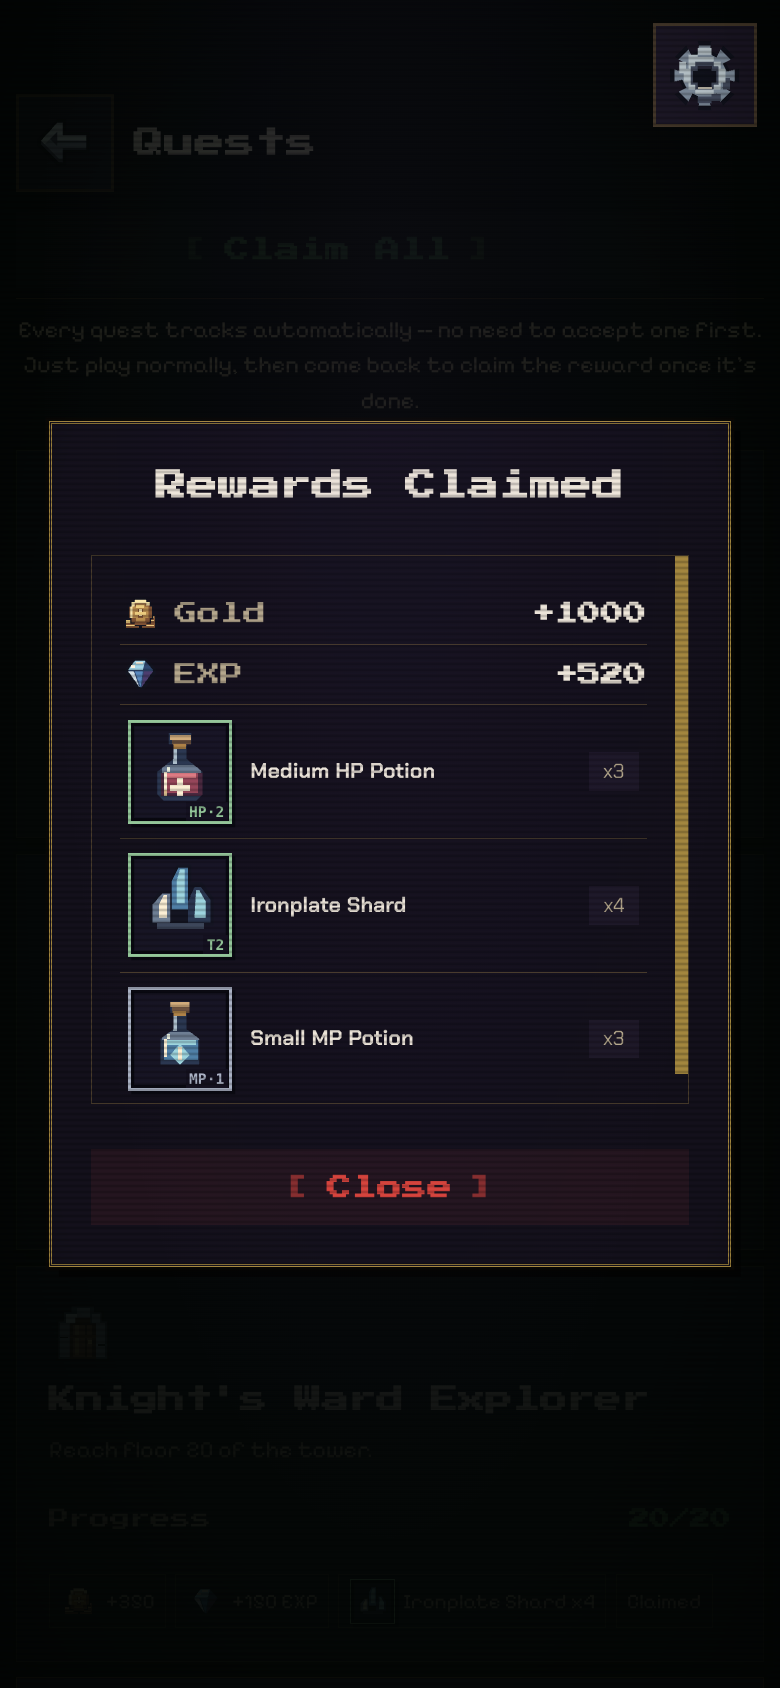 Quests
[ Claim All ]
Every quest tracks automatically -- no need to accept one first.
Just play normally, then come back to claim the reward once it's
done.
Rewards Claimed
Gold +1000
EXP +520
HP·2 Medium HP Potion x3
T2 Ironplate Shard x4
MP·1 Small MP Potion x3
[ Close ]
Knight's Ward Explorer
Reach floor 20 of the tower.
Progress 20/20
+380 +180 EXP Ironplate Shard x4 Claimed